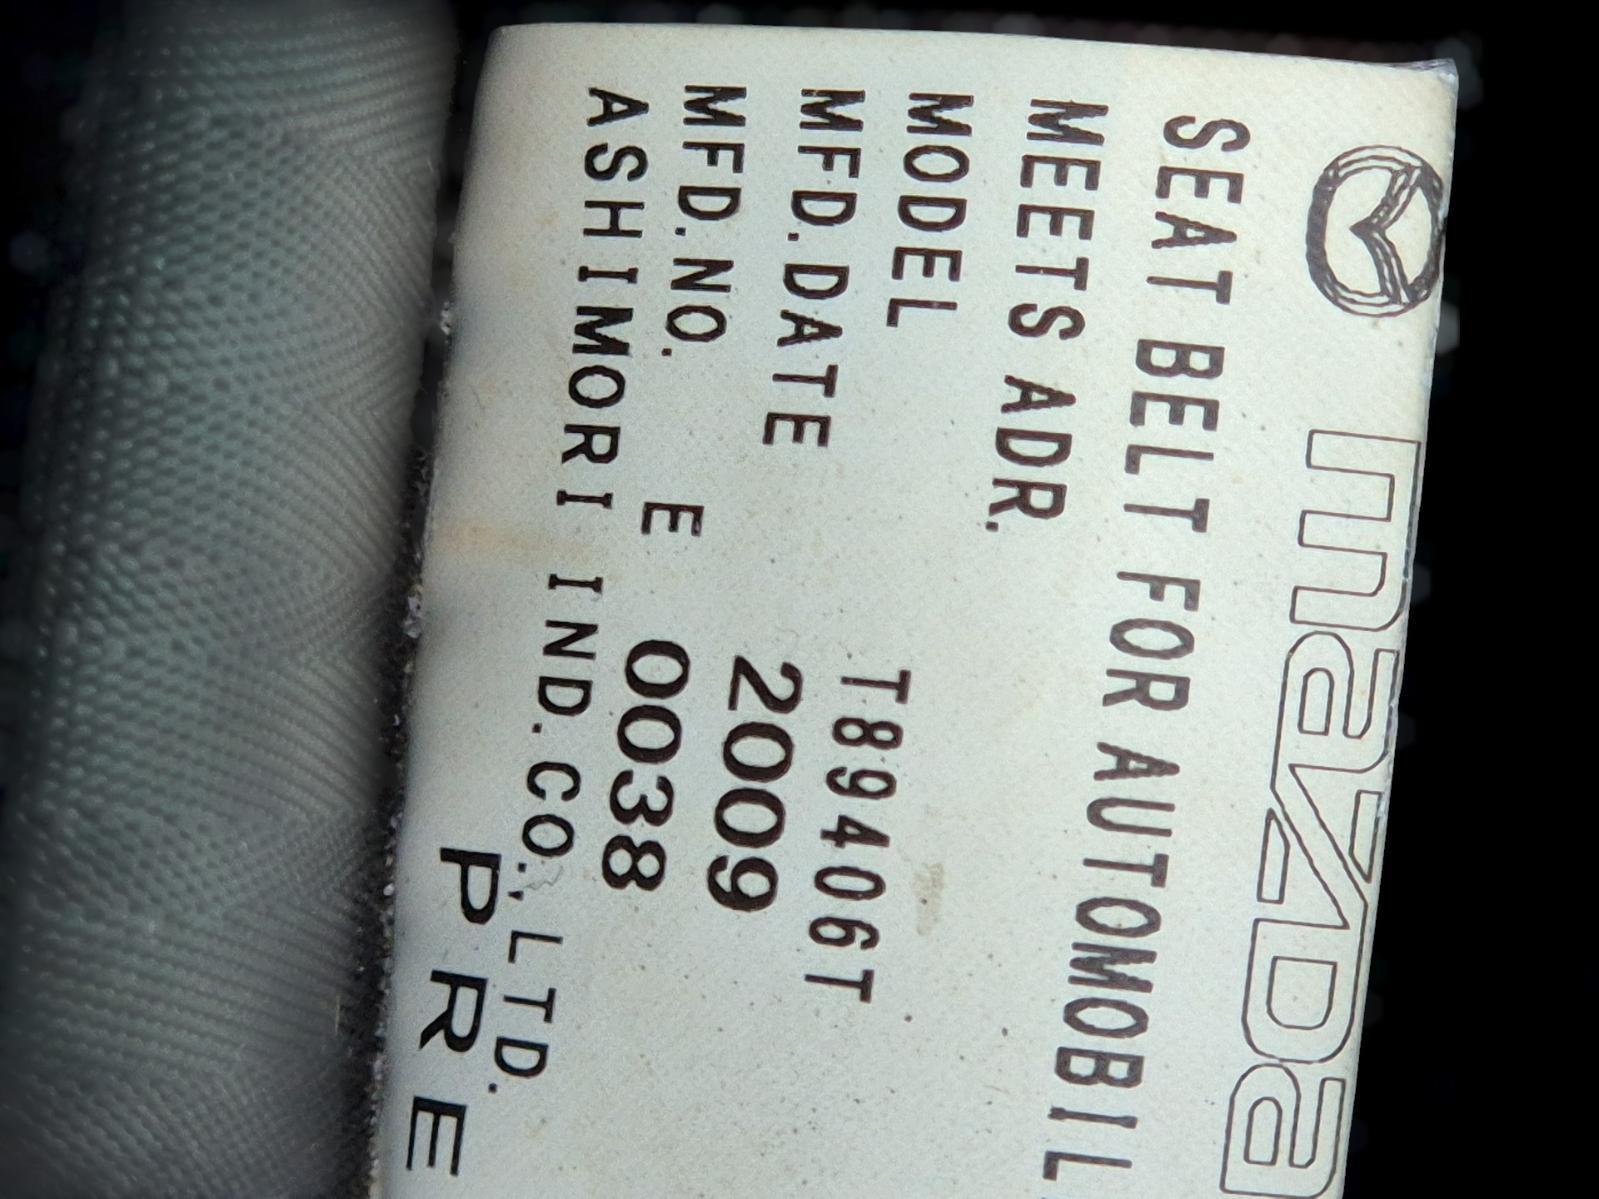 mazda
SEAT BELT FOR AUTOMOBIL
MEETS ADR.
MODEL T89406T
MFD.DATE 2009
MFD.NO. E 0038
ASHIMORI IND.CO.,LTD.
PRE